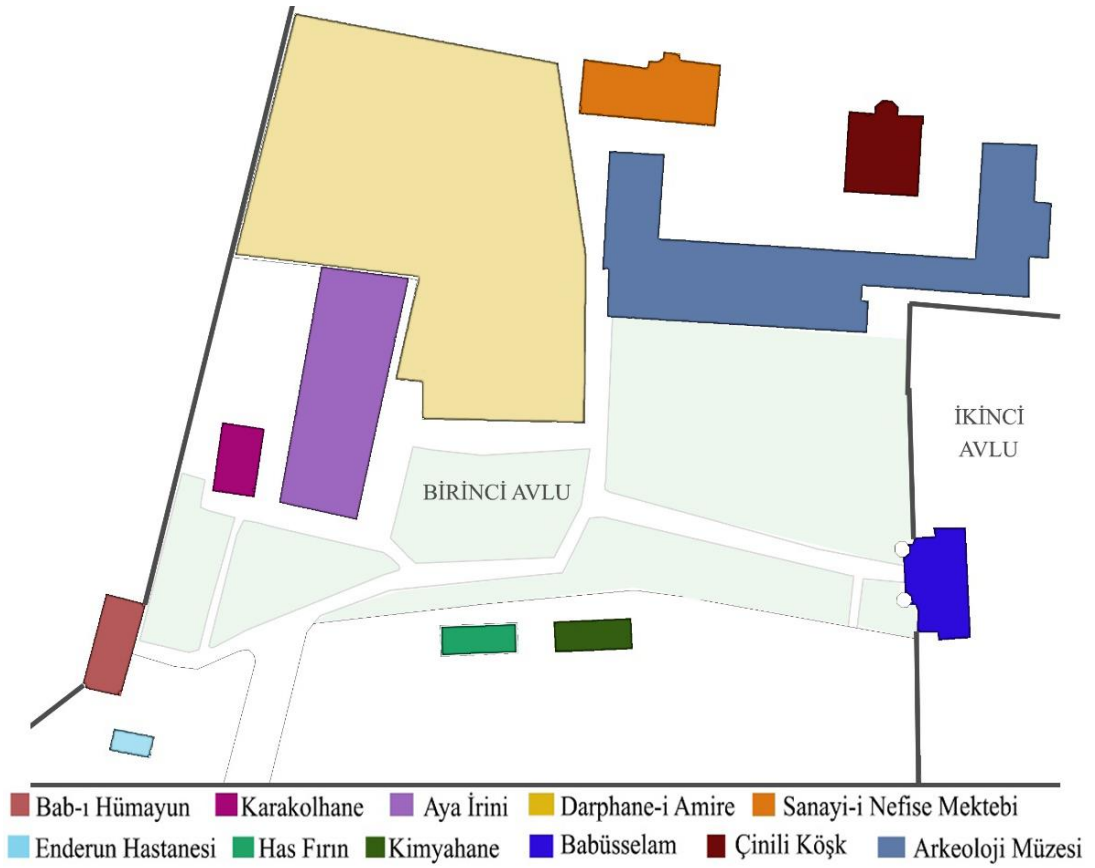 İKİNCİ
AVLU
BİRİNCİ AVLU
Bab-ı Hümayun Karakolhane Aya İrini Darphane-i Amire Sanayi-i Nefise Mektebi
Enderun Hastanesi Has Fırın Kimyahane Babüsselam Çinili Köşk Arkeoloji Müzesi